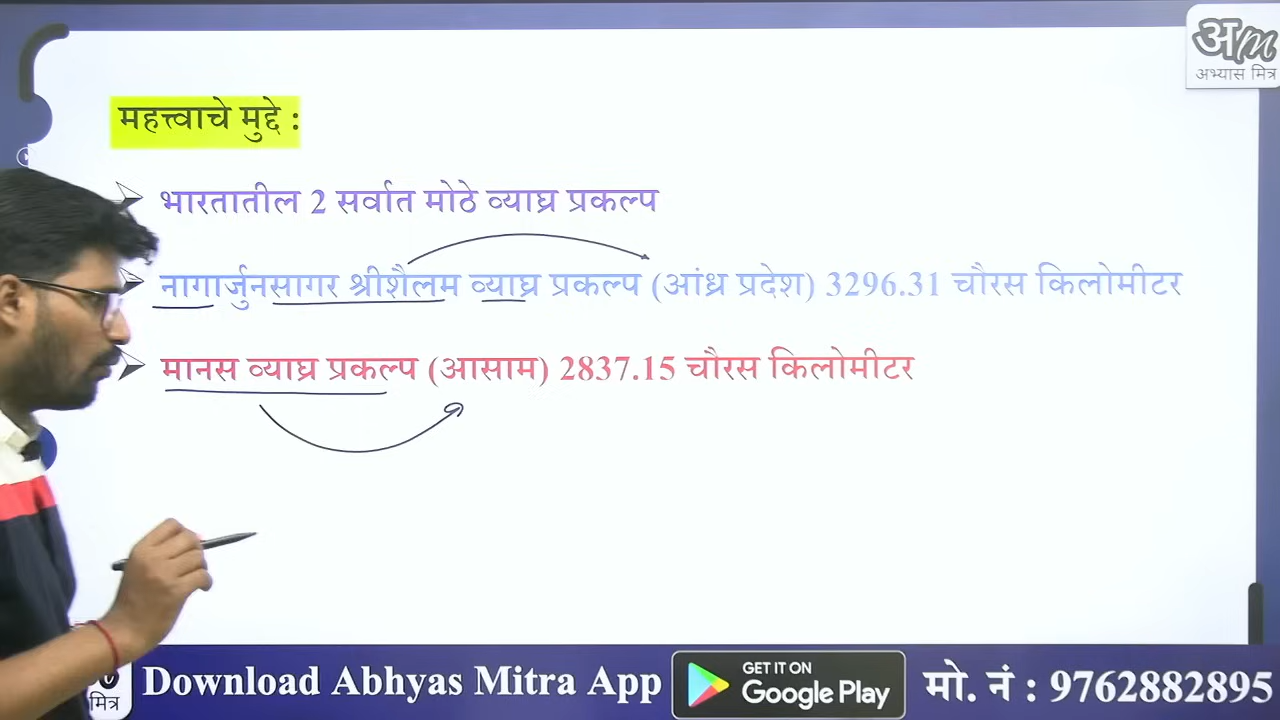 अm
अभ्यास मित्र
महत्त्वाचे मुद्दे :
भारतातील 2 सर्वात मोठे व्याघ्र प्रकल्प
नागार्जुनसागर श्रीशैलम व्याघ्र प्रकल्प (आंध्र प्रदेश) 3296.31 चौरस किलोमीटर
मानस व्याघ्र प्रकल्प (आसाम) 2837.15 चौरस किलोमीटर
मित्र
Download Abhyas Mitra App
GET IT ON
Google Play
मो. नं : 9762882895